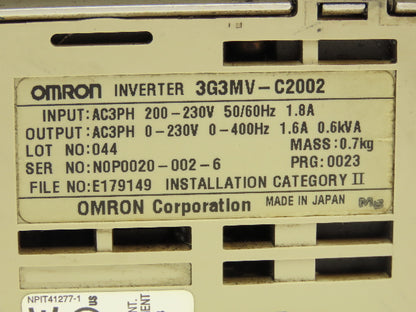 OMRON INVERTER 3G3MV-C2002
INPUT:AC3PH 200-230V 50/60Hz 1.8A
OUTPUT:AC3PH 0-230V 0-400Hz 1.6A 0.6kVA
LOT NO:044 MASS:0.7kg
SER NO:N0P0020-002-6 PRG:0023
FILE NO:E179149 INSTALLATION CATEGORY II
OMRON Corporation MADE IN JAPAN
NPIT41277-1
us